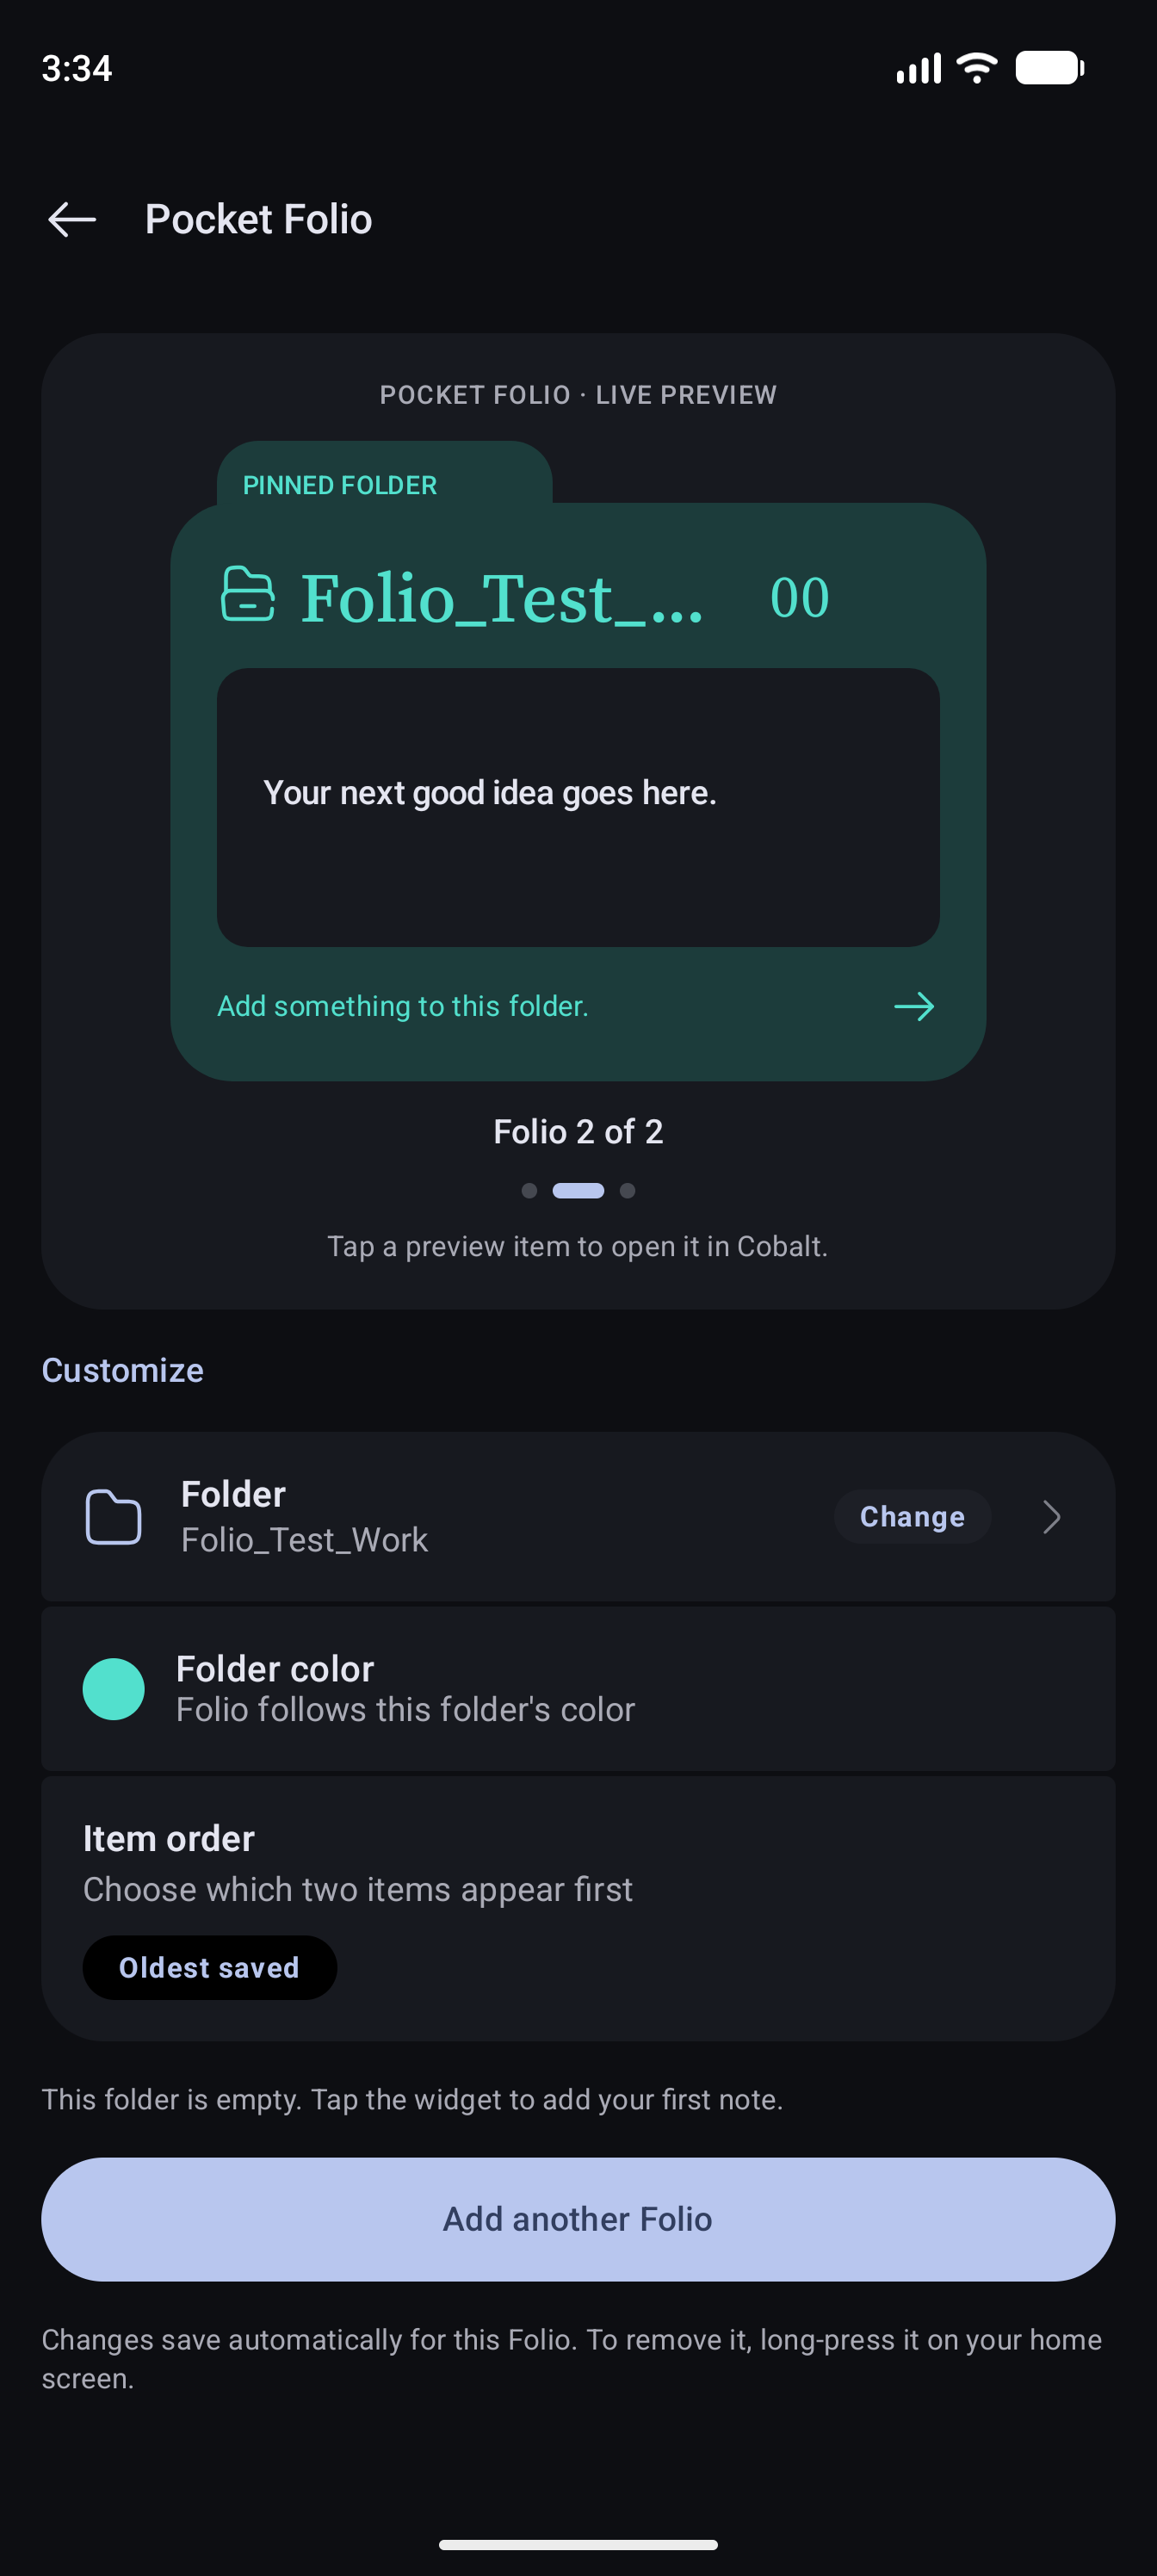 3:34
Pocket Folio
POCKET FOLIO · LIVE PREVIEW
PINNED FOLDER
Folio_Test_... 00
Your next good idea goes here.
Add something to this folder.
Folio 2 of 2
Tap a preview item to open it in Cobalt.
Customize
Folder
Folio_Test_Work
Change
Folder color
Folio follows this folder's color
Item order
Choose which two items appear first
Oldest saved
This folder is empty. Tap the widget to add your first note.
Add another Folio
Changes save automatically for this Folio. To remove it, long-press it on your home
screen.